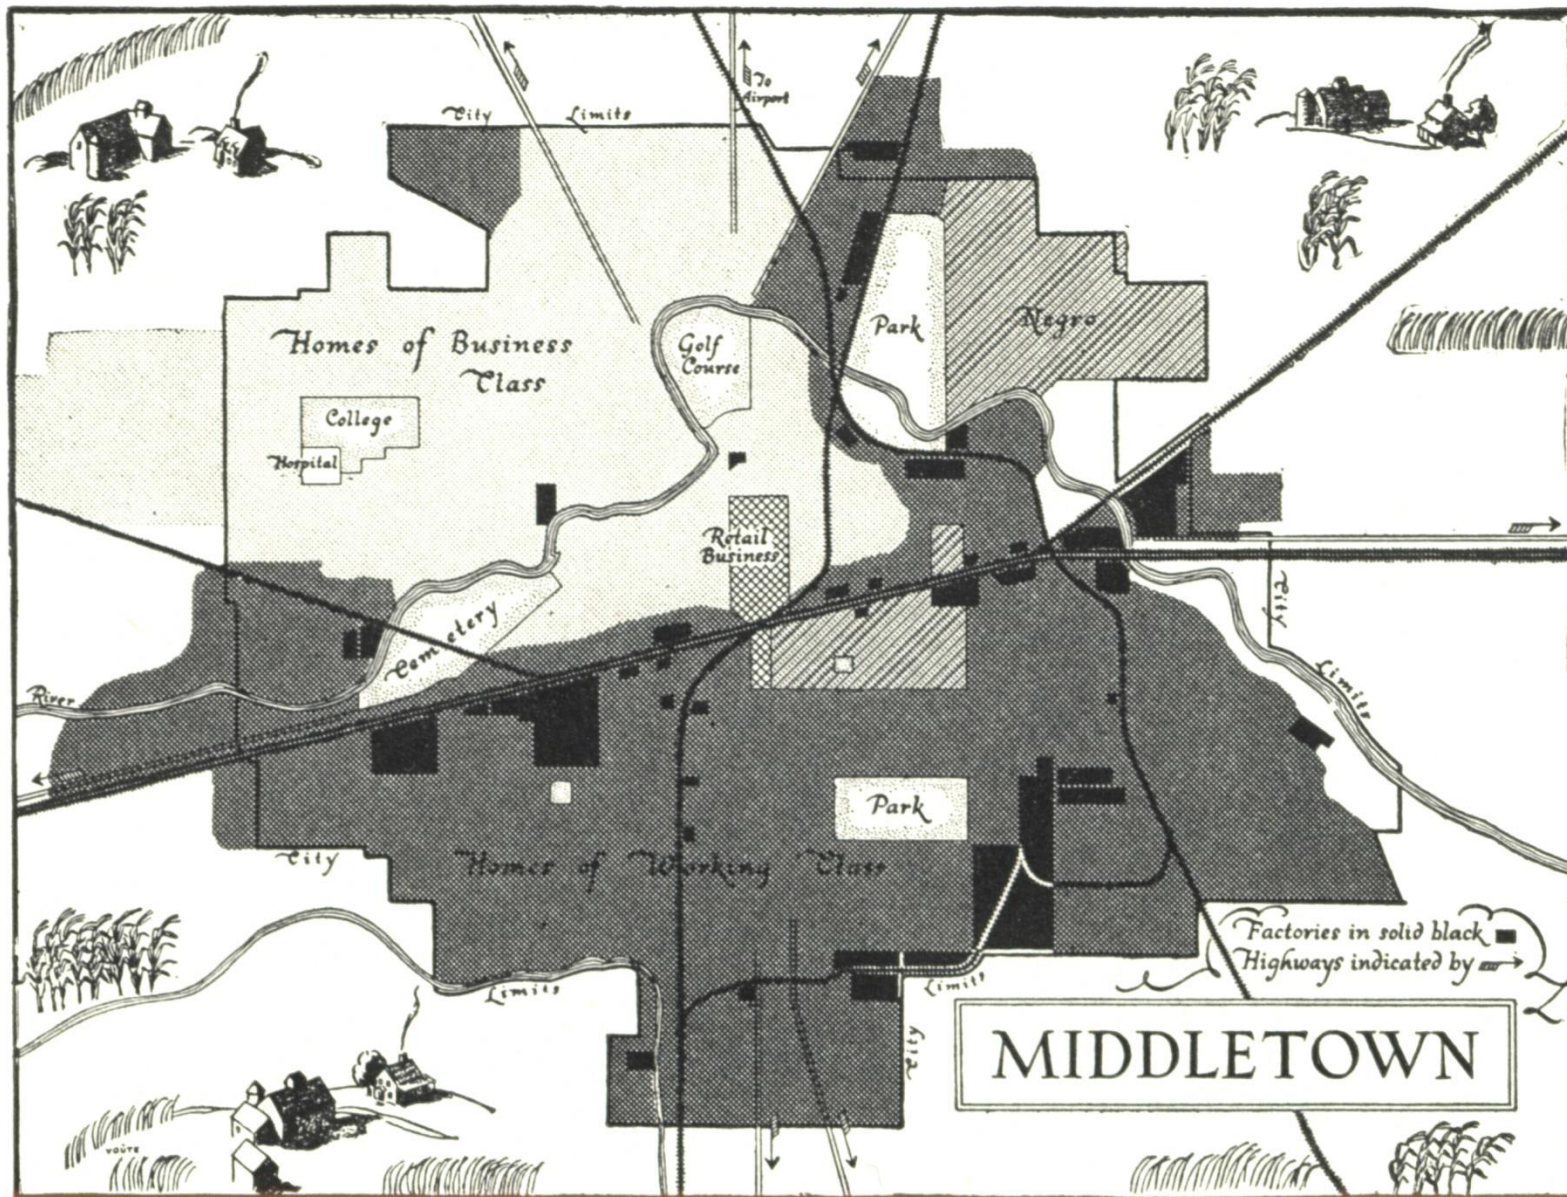 City Limits
To
Airport
Homes of Business
Class
Golf
Course
Park
Negro
College
Hospital
Retail
Business
Cemetery
River
City
Limits
Park
Homes of Working Class
City
Limits
Limits
City
Factories in solid black
Highways indicated by
MIDDLETOWN
VOUTE